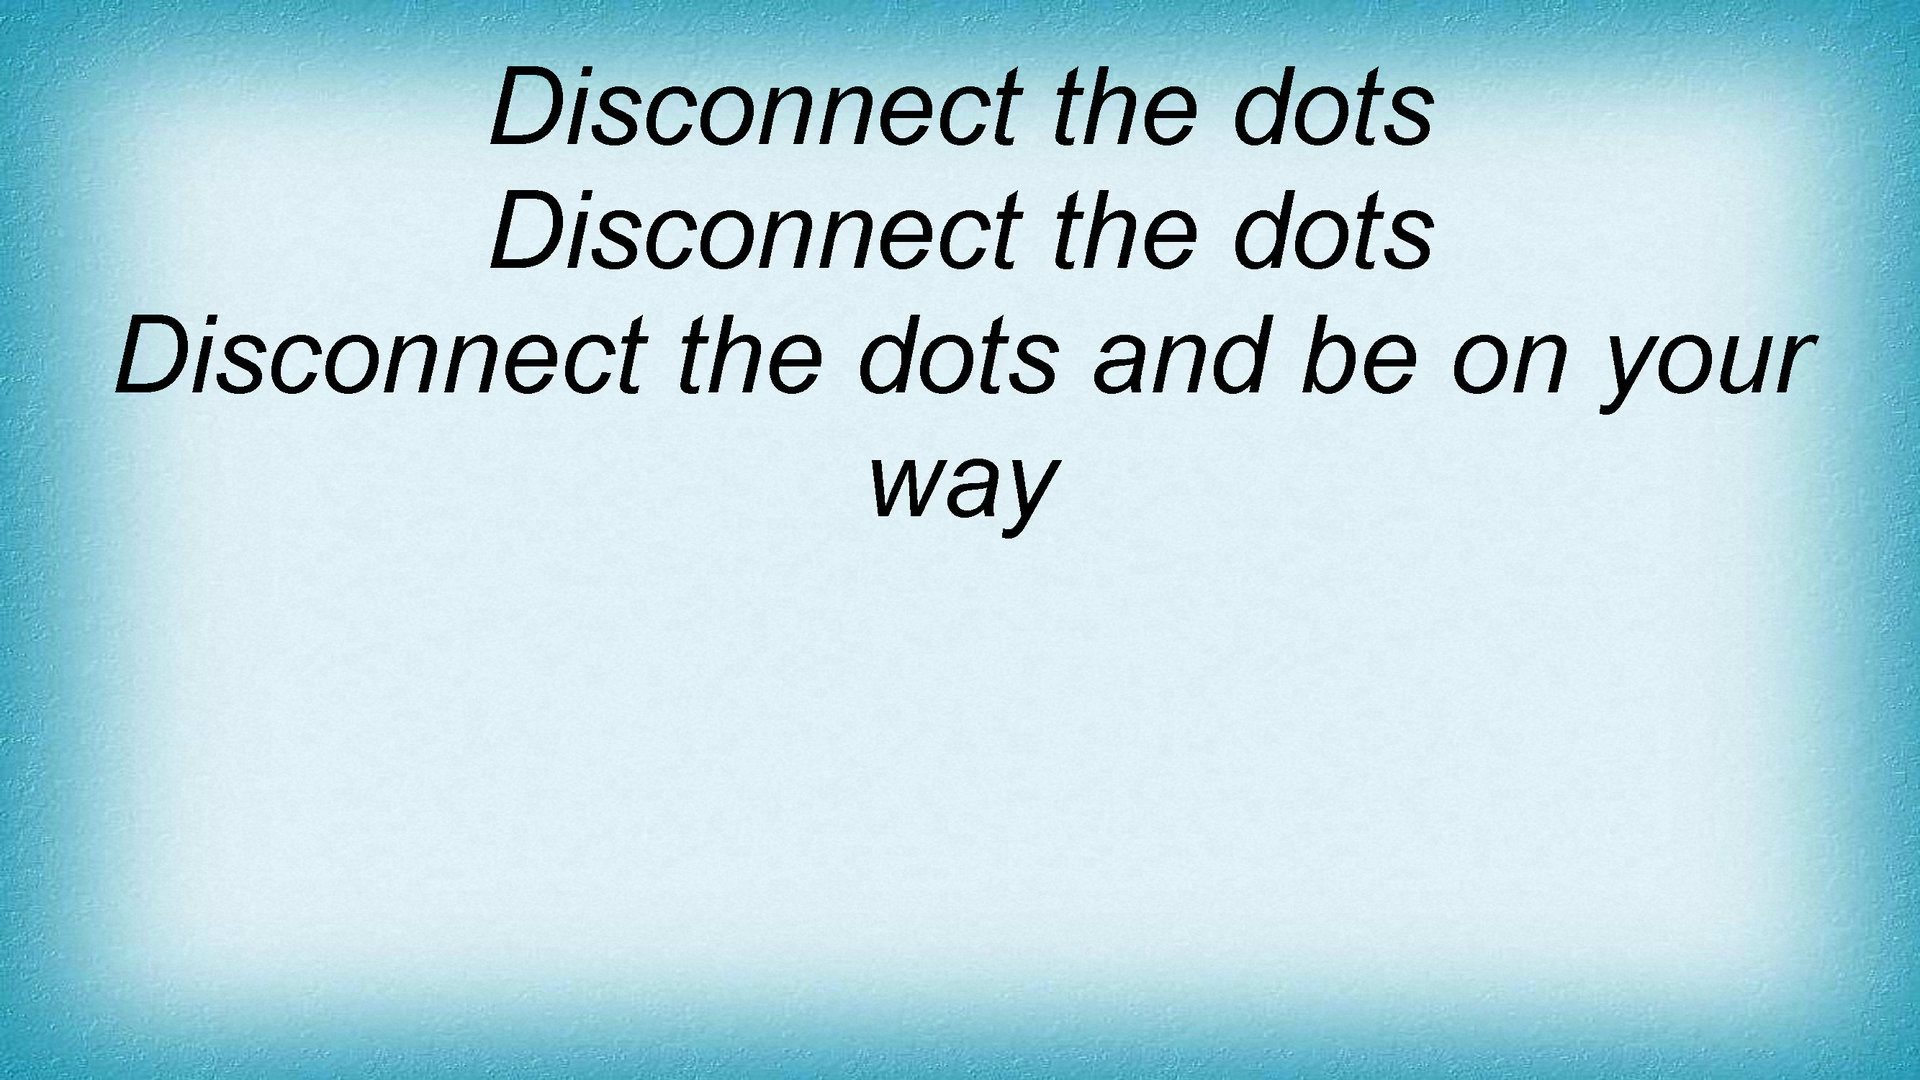 Disconnect the dots
Disconnect the dots
Disconnect the dots and be on your
way